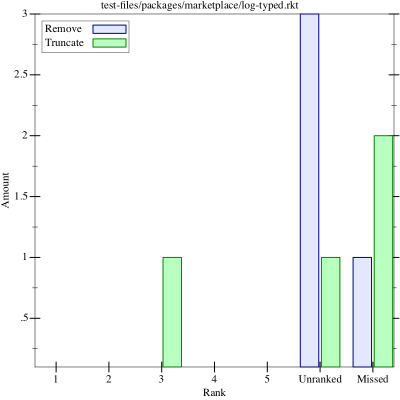 test-files/packages/marketplace/log-typed.rkt
3
Remove
Truncate
2.5
2
Amount
1.5
1
.5
1 2 3 4 5 Unranked Missed
Rank